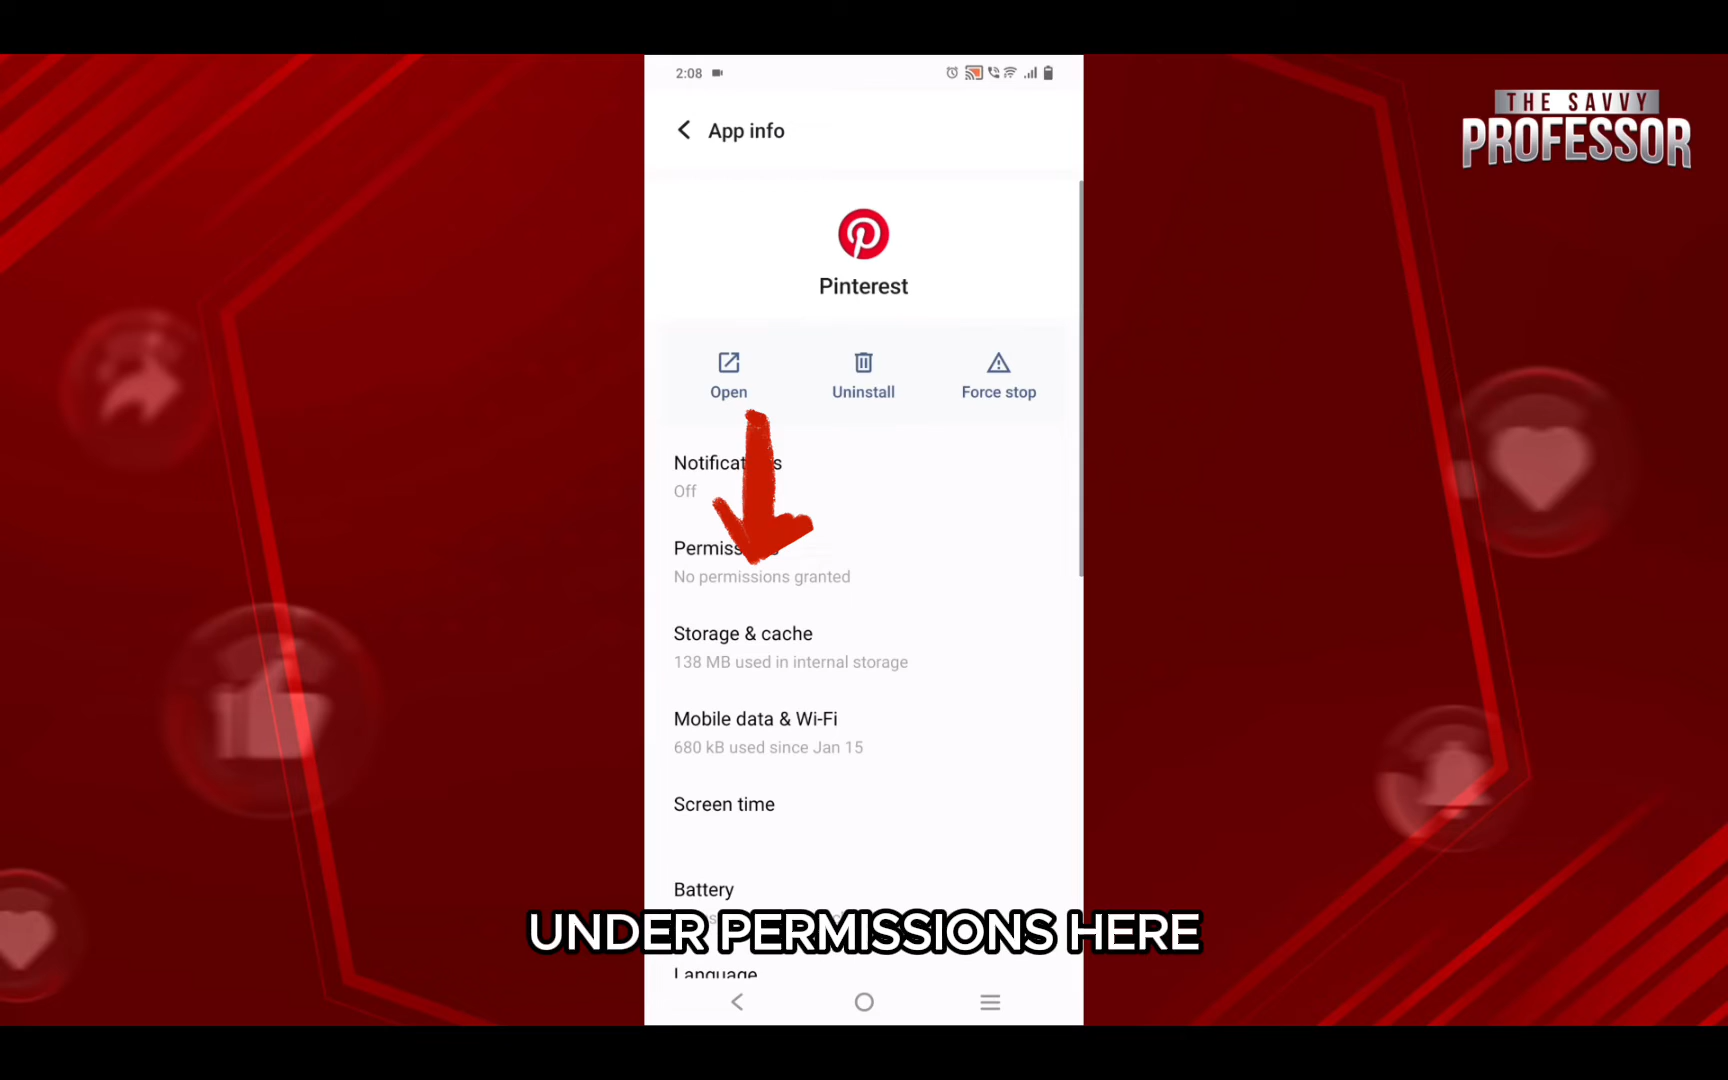 2:08
THE SAVVY
PROFESSOR
App info
Pinterest
Open
Uninstall
Force stop
Notifications
Off
Permissions
No permissions granted
Storage & cache
138 MB used in internal storage
Mobile data & Wi-Fi
680 kB used since Jan 15
Screen time
Battery
UNDER PERMISSIONS HERE
Language